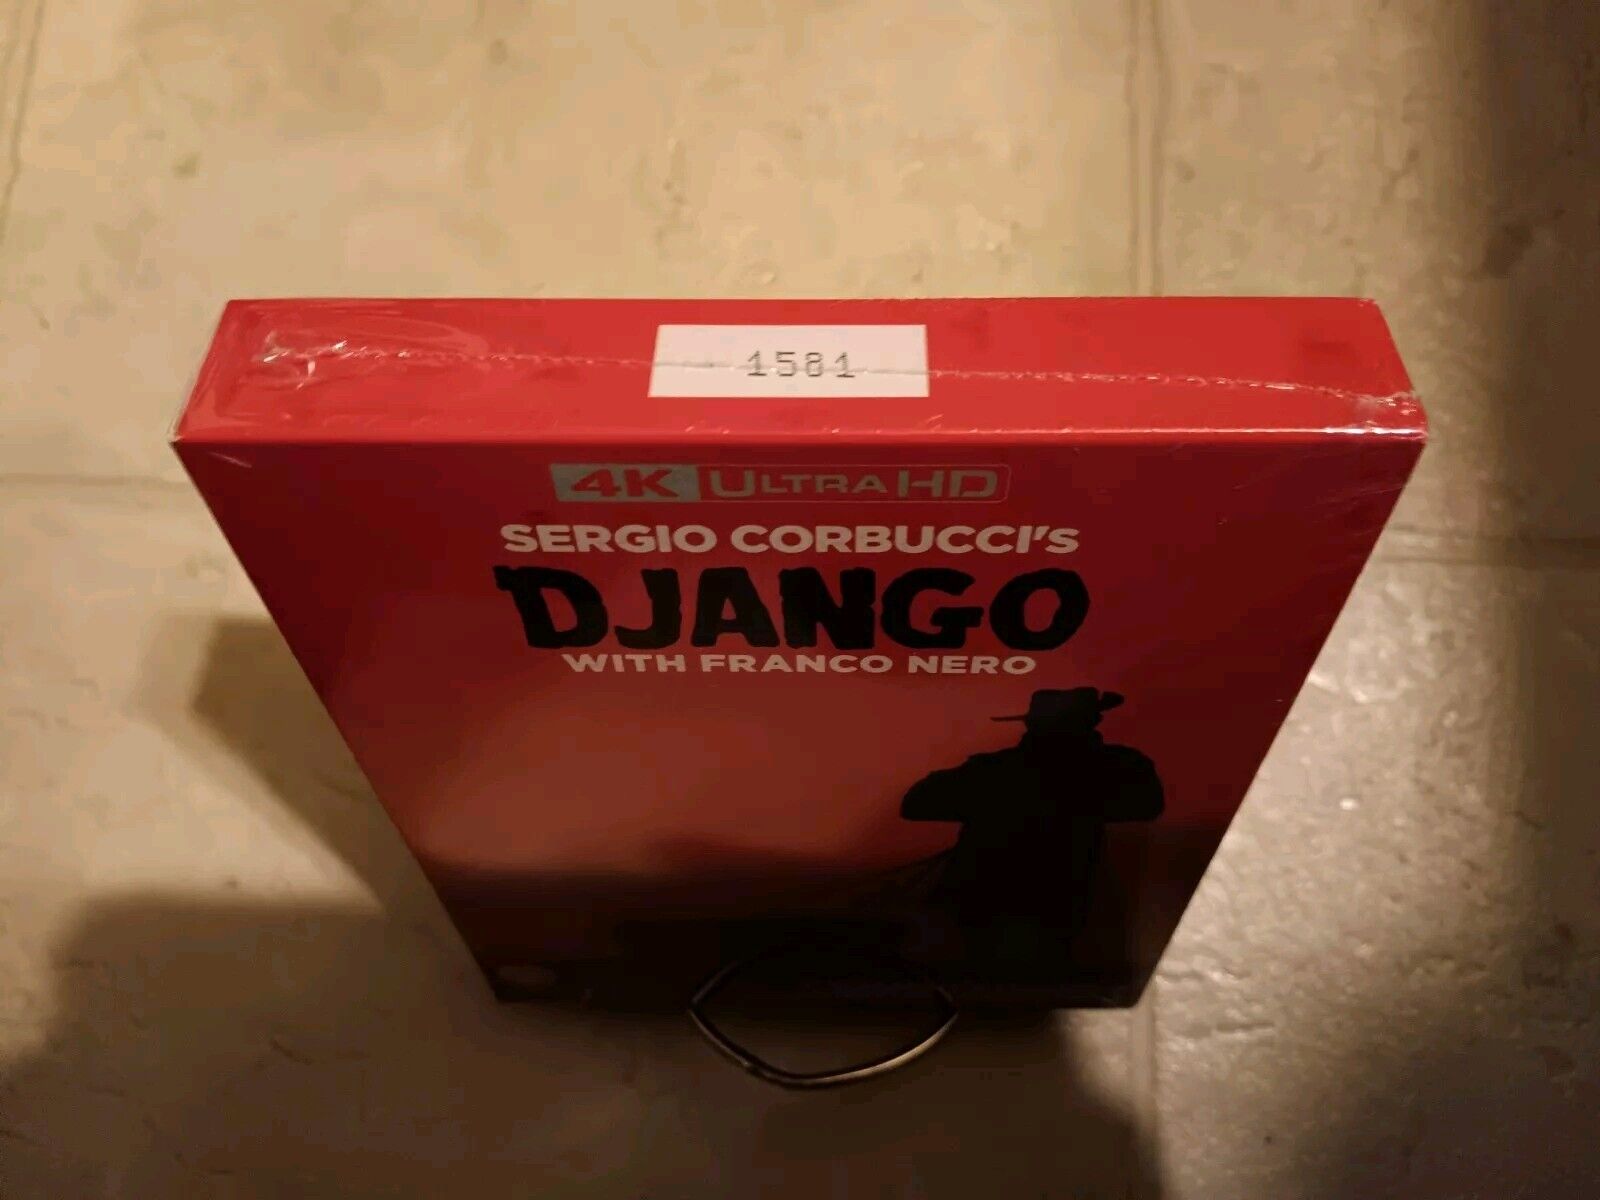 1581
4K ULTRA HD
SERGIO CORBUCCI'S
DJANGO
WITH FRANCO NERO